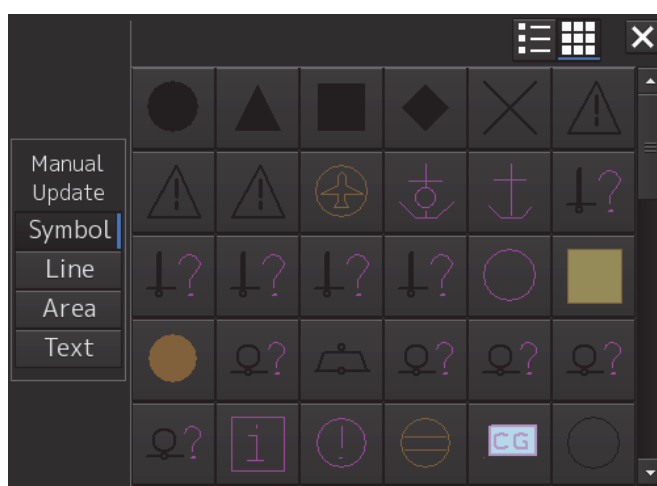 Manual
Update
Symbol
Line
Area
Text
?
? ? ? ?
? ? ? ?
? i ! CG